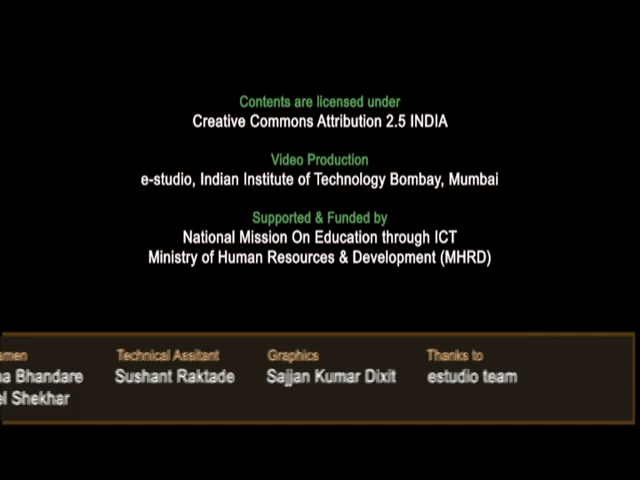 Contents are licensed under
Creative Commons Attribution 2.5 INDIA
Video Production
e-studio, Indian Institute of Technology Bombay, Mumbai
Supported & Funded by
National Mission On Education through ICT
Ministry of Human Resources & Development (MHRD)
Technical Assitant
Graphics
Thanks to
Bhandare
Sushant Raktade
Sajjan Kumar Dixit
estudio team
Shekhar